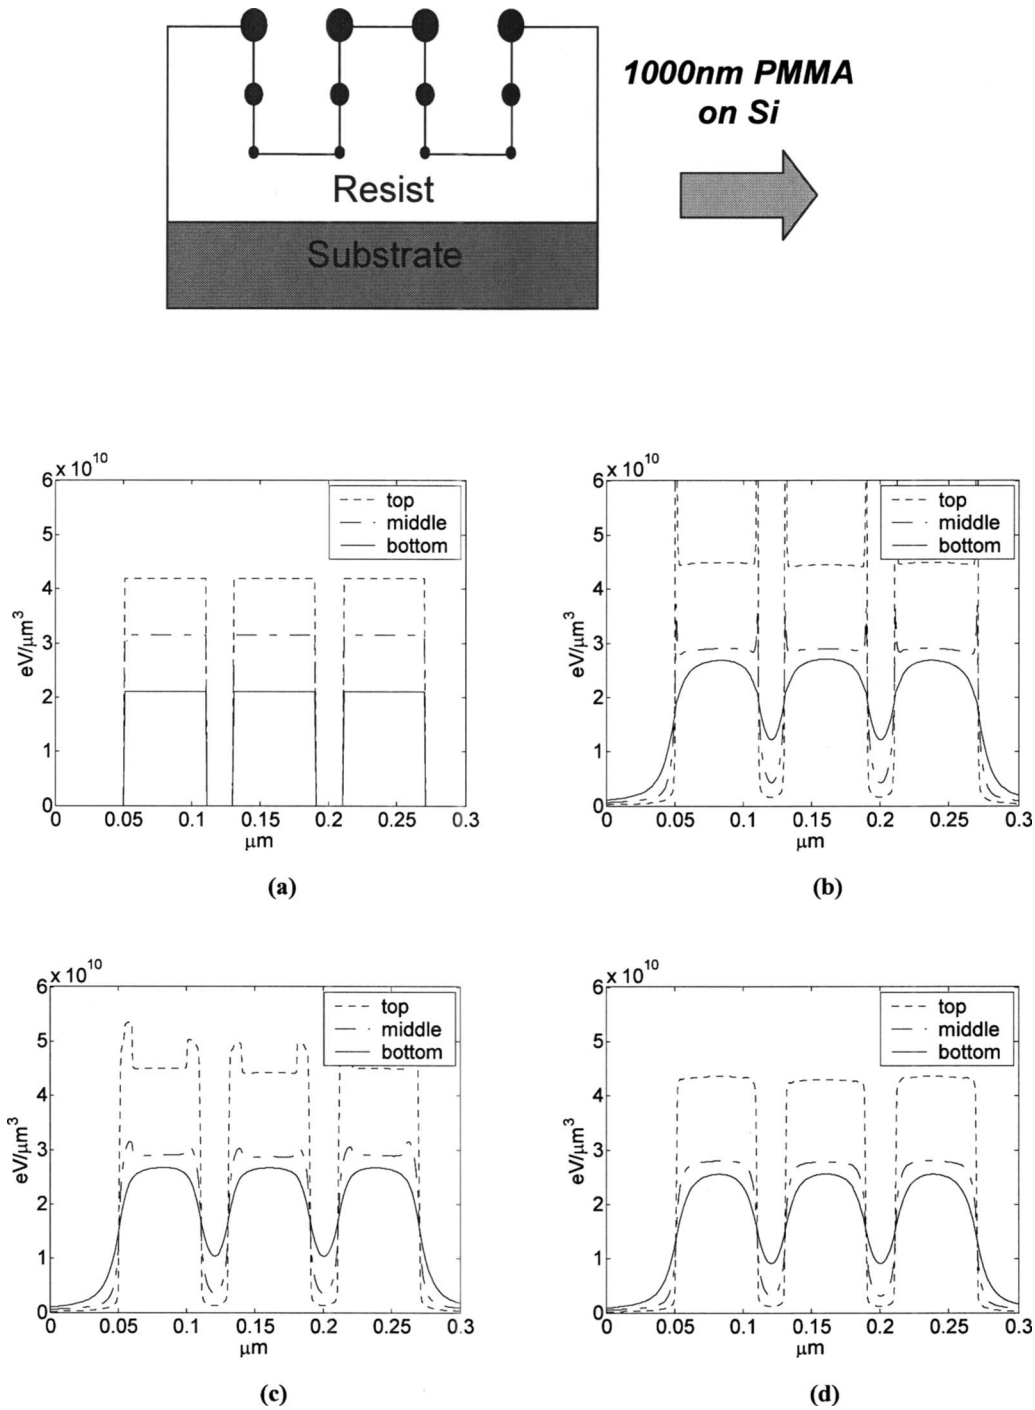 1000nm PMMA
on Si
Resist
Substrate
6 x 10^10
top
middle
bottom
5
4
3
2
1
0
eV/μm^3
0 0.05 0.1 0.15 0.2 0.25 0.3
μm
(a)
6 x 10^10
top
middle
bottom
5
4
3
2
1
0
eV/μm^3
0 0.05 0.1 0.15 0.2 0.25 0.3
μm
(b)
6 x 10^10
top
middle
bottom
5
4
3
2
1
0
eV/μm^3
0 0.05 0.1 0.15 0.2 0.25 0.3
μm
(c)
6 x 10^10
top
middle
bottom
5
4
3
2
1
0
eV/μm^3
0 0.05 0.1 0.15 0.2 0.25 0.3
μm
(d)